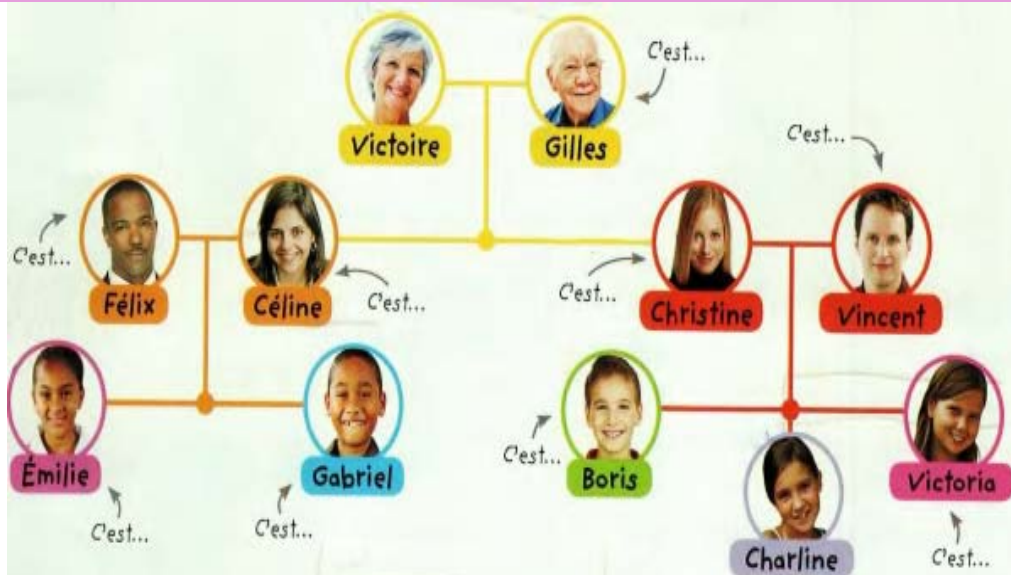 C'est...
Victoire
Gilles
C'est...
C'est...
Félix
Céline
C'est...
C'est...
Christine
Vincent
Émilie
Gabriel
C'est...
Boris
Victoria
C'est...
C'est...
Charline
C'est...